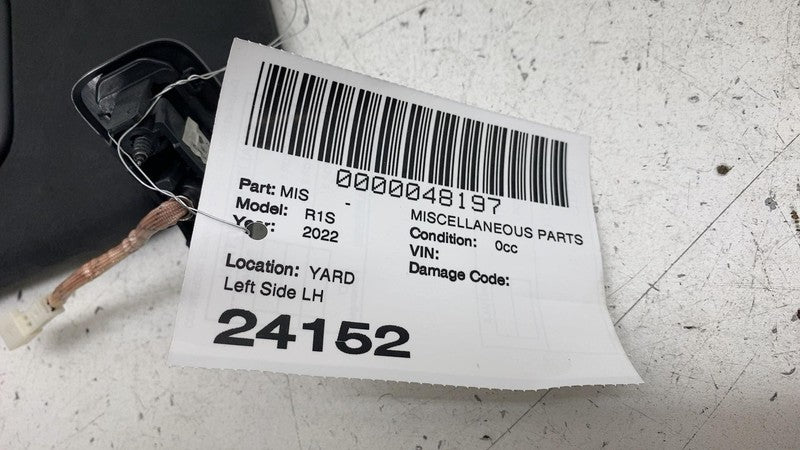 0000048197
Part: MIS -
MISCELLANEOUS PARTS
Model: R1S
Condition: 0cc
Year: 2022
VIN:
Damage Code:
Location: YARD
Left Side LH
24152